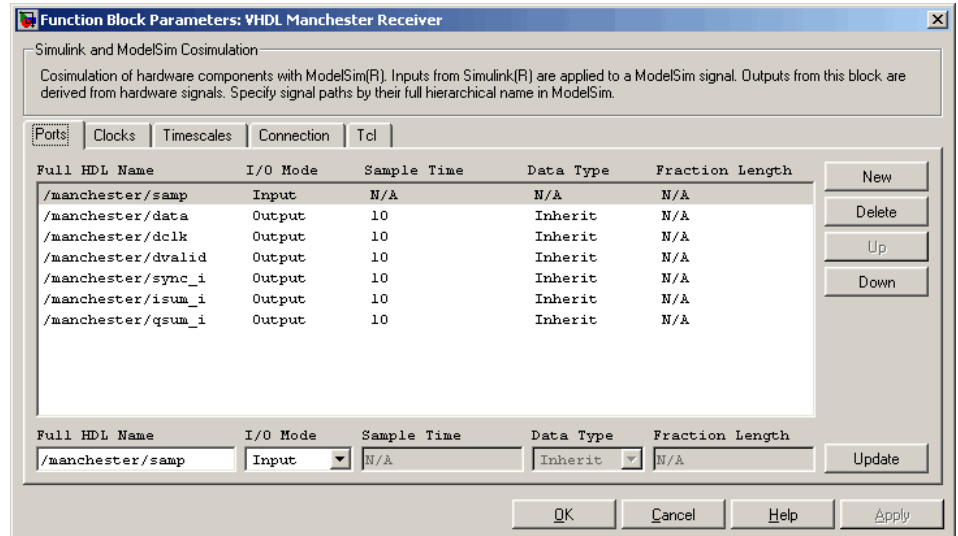 Function Block Parameters: VHDL Manchester Receiver
Simulink and ModelSim Cosimulation
Cosimulation of hardware components with ModelSim(R). Inputs from Simulink(R) are applied to a ModelSim signal. Outputs from this block are
derived from hardware signals. Specify signal paths by their full hierarchical name in ModelSim.
Ports Clocks Timescales Connection Tcl
Full HDL Name I/O Mode Sample Time Data Type Fraction Length New
/manchester/samp Input N/A N/A N/A
/manchester/data Output 10 Inherit N/A Delete
/manchester/dclk Output 10 Inherit N/A Up
/manchester/dvalid Output 10 Inherit N/A
/manchester/sync_i Output 10 Inherit N/A Down
/manchester/isum_i Output 10 Inherit N/A
/manchester/qsum_i Output 10 Inherit N/A
Full HDL Name I/O Mode Sample Time Data Type Fraction Length
/manchester/samp Input N/A Inherit N/A Update
OK Cancel Help Apply